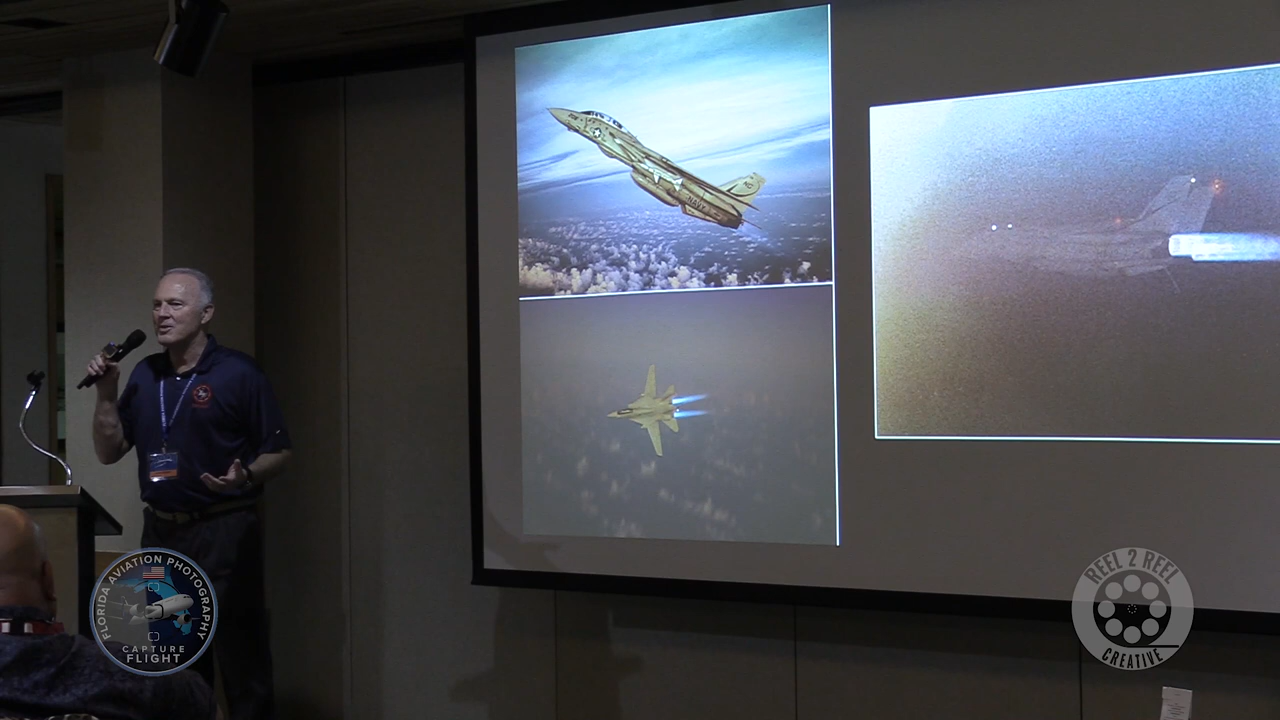 NAVY
FLORIDA AVIATION PHOTOGRAPHY
CAPTURE
FLIGHT
REEL 2 REEL
CREATIVE